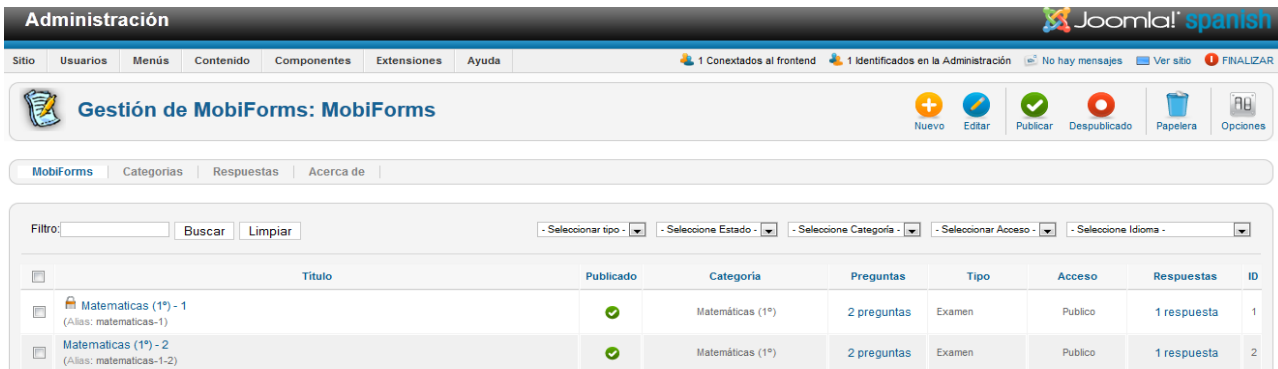 Administración
Joomla! spanish
Sitio Usuarios Menús Contenido Componentes Extensiones Ayuda 1 Conectados al frontend 1 Identificados en la Administración No hay mensajes Ver sitio FINALIZAR
Gestión de MobiForms: MobiForms
Nuevo Editar Publicar Despublicado Papelera Opciones
MobiForms Categorias Respuestas Acerca de
Filtro: Buscar Limpiar - Seleccionar tipo - - Seleccione Estado - - Seleccione Categoría - - Seleccionar Acceso - - Seleccione Idioma -
Título Publicado Categoría Preguntas Tipo Acceso Respuestas ID
Matematicas (1º) - 1 Matemáticas (1º) 2 preguntas Examen Publico 1 respuesta 1
(Alias: matematicas-1)
Matematicas (1º) - 2 Matemáticas (1º) 2 preguntas Examen Publico 1 respuesta 2
(Alias: matematicas-1-2)